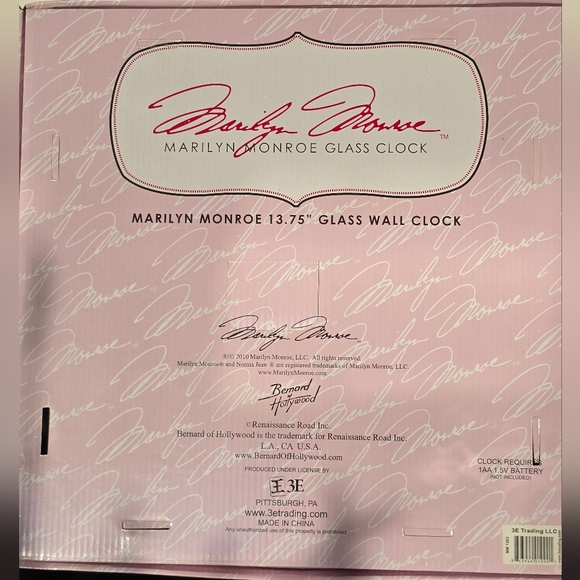 Marilyn Monroe™
MARILYN MONROE GLASS CLOCK
MARILYN MONROE 13.75" GLASS WALL CLOCK
Marilyn Monroe
®/© 2010 Marilyn Monroe, LLC. All rights reserved.
Marilyn Monroe® and Norma Jean ® are registered trademarks of Marilyn Monroe, LLC.
www.MarilynMonroe.com
Bernard
of
Hollywood
©Renaissance Road Inc.
Bernard of Hollywood is the trademark for Renaissance Road Inc.
L.A., CA U.S.A.
www.BernardOfHollywood.com
PRODUCED UNDER LICENSE BY
3E
PITTSBURGH, PA
www.3etrading.com
MADE IN CHINA
Any unauthorized use of this property is prohibited
CLOCK REQUIRES
1AA 1.5V BATTERY
(NOT INCLUDED)
3E Trading LLC